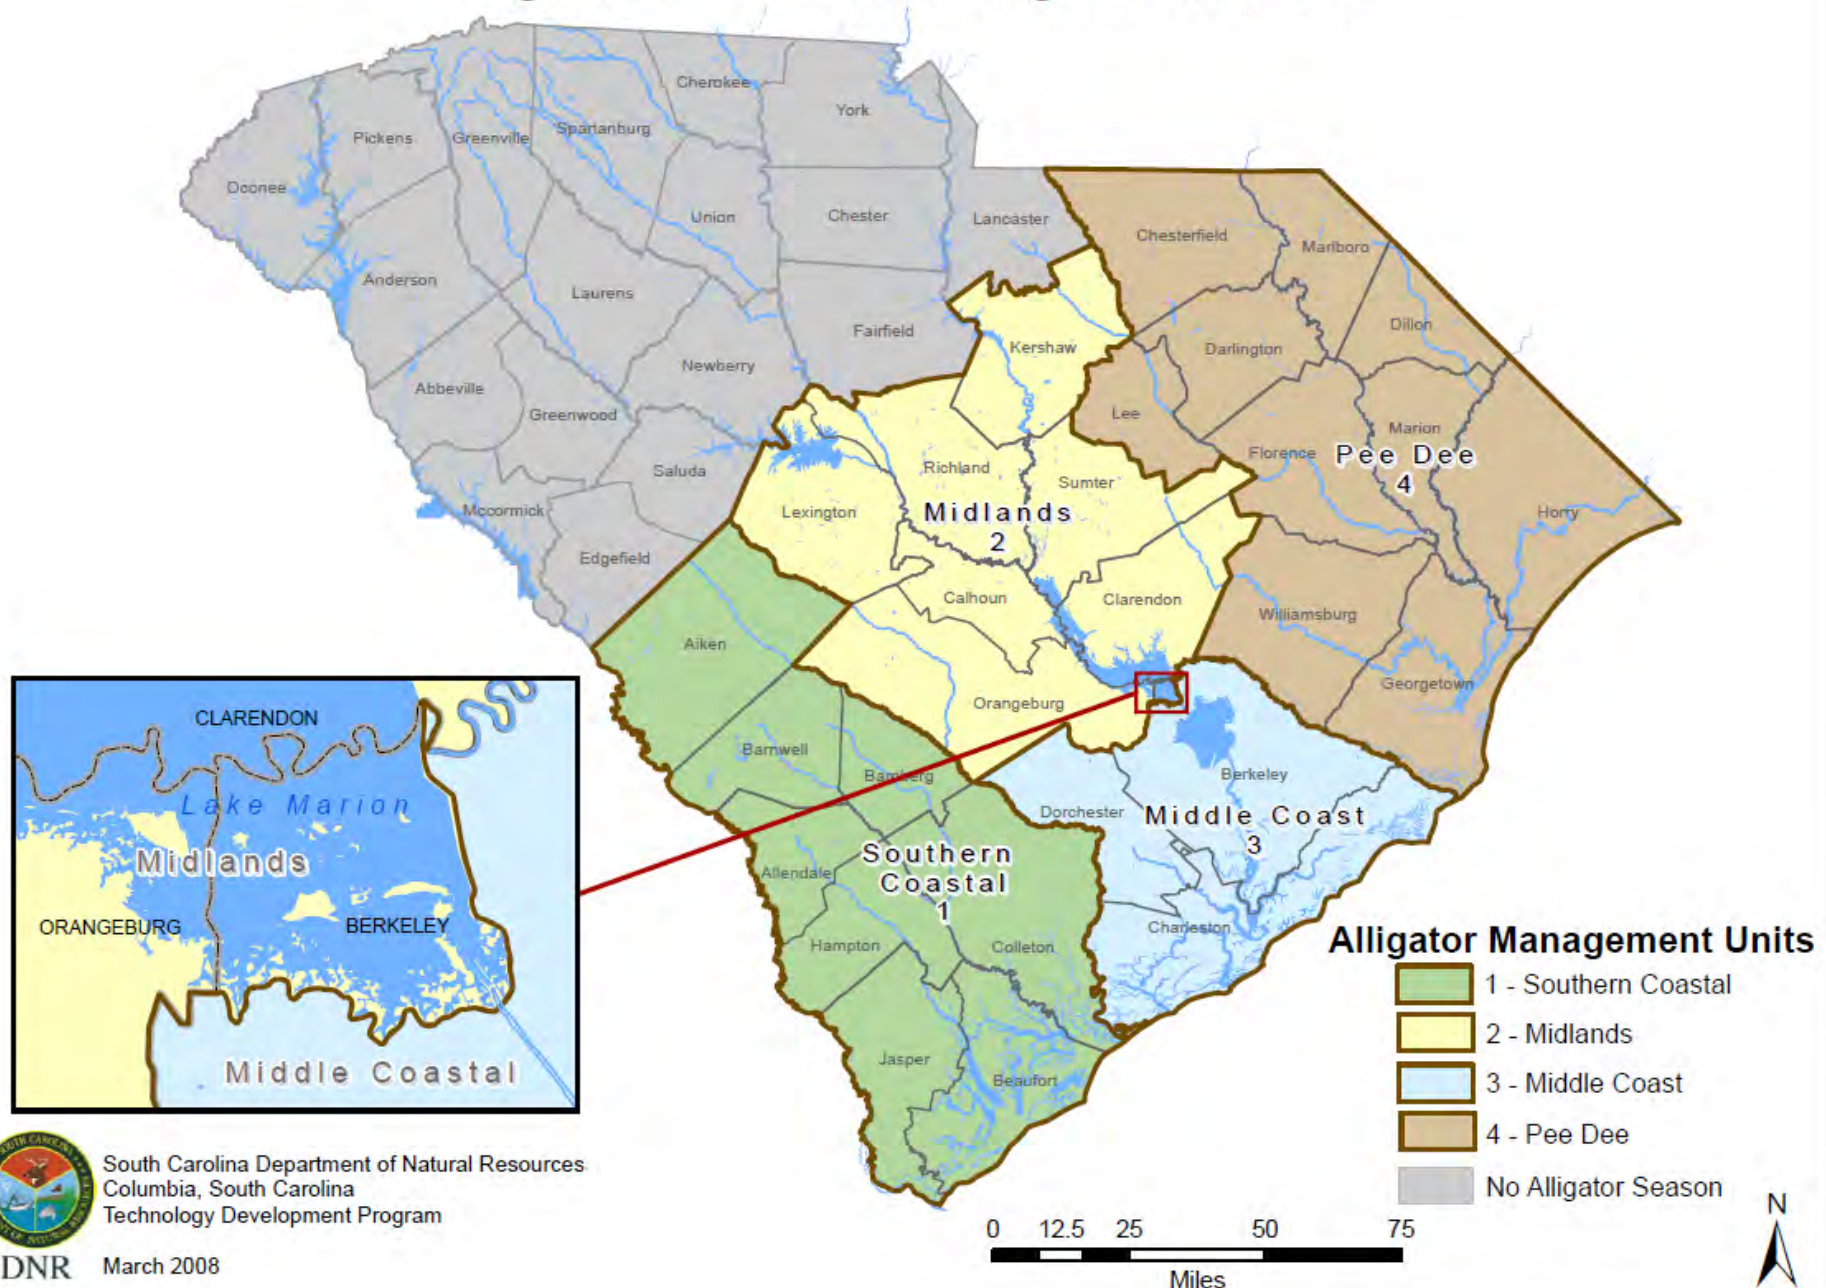 Cherokee
York
Pickens
Greenville
Spartanburg
Oconee
Union
Chester
Lancaster
Chesterfield
Marlboro
Anderson
Laurens
Fairfield
Kershaw
Darlington
Dillon
Newberry
Abbeville
Greenwood
Lee
Marion
Florence
Pee Dee
4
Saluda
Richland
Sumter
Mccormick
Lexington
Midlands
2
Horry
Edgefield
Calhoun
Clarendon
Williamsburg
Aiken
Georgetown
Orangeburg
Barnwell
Bamberg
Berkeley
Dorchester
Middle Coast
3
Southern
Coastal
1
Allendale
Hampton
Colleton
Charleston
Jasper
Beaufort
CLARENDON
Lake Marion
Midlands
ORANGEBURG
BERKELEY
Middle Coastal
Alligator Management Units
1 - Southern Coastal
2 - Midlands
3 - Middle Coast
4 - Pee Dee
No Alligator Season
South Carolina Department of Natural Resources
Columbia, South Carolina
Technology Development Program
DNR
March 2008
0 12.5 25 50 75
Miles
N